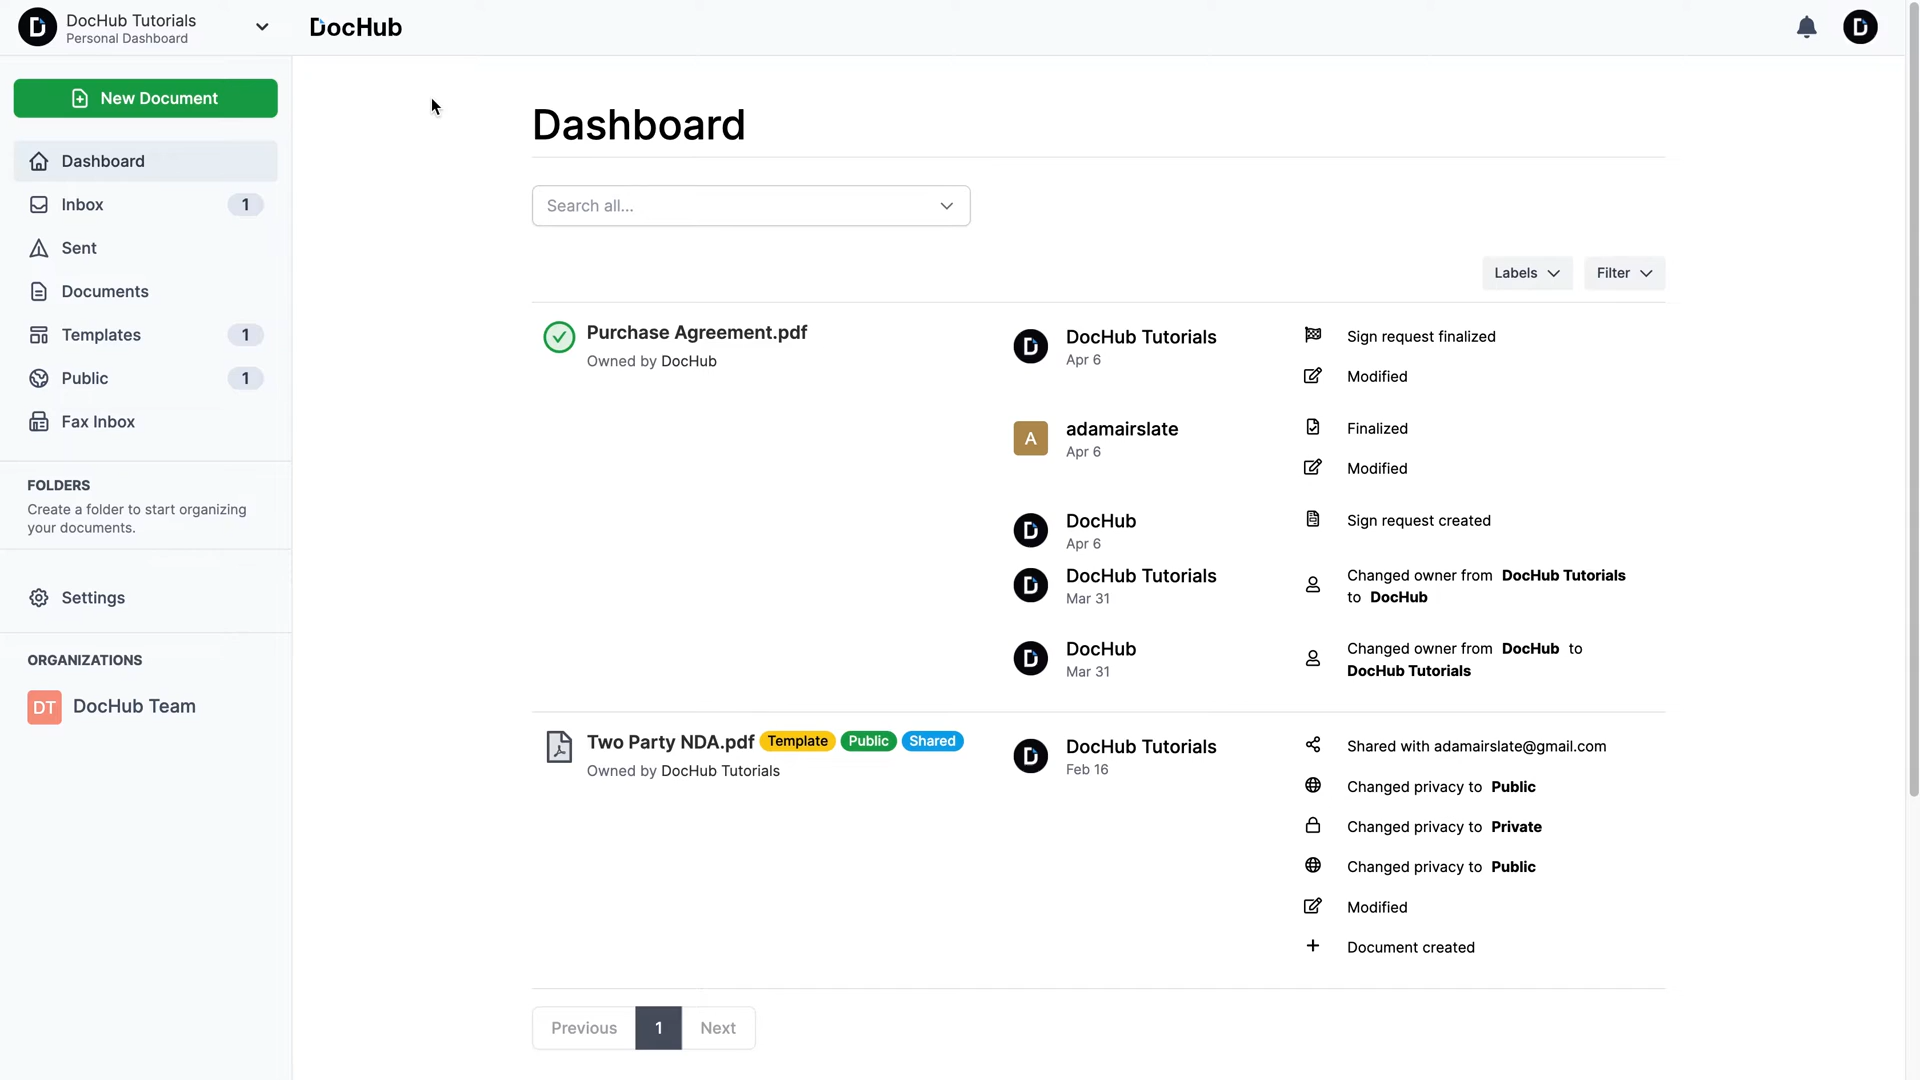 DocHub Tutorials
Personal Dashboard
DocHub
New Document
Dashboard
Inbox 1
Sent
Documents
Templates 1
Public 1
Fax Inbox
FOLDERS
Create a folder to start organizing
your documents.
Settings
ORGANIZATIONS
DT DocHub Team
Dashboard
Search all...
Labels Filter
Purchase Agreement.pdf
Owned by DocHub
DocHub Tutorials
Apr 6
Sign request finalized
Modified
A adamairslate
Apr 6
Finalized
Modified
DocHub
Apr 6
Sign request created
DocHub Tutorials
Mar 31
Changed owner from DocHub Tutorials
to DocHub
DocHub
Mar 31
Changed owner from DocHub to
DocHub Tutorials
Two Party NDA.pdf Template Public Shared
Owned by DocHub Tutorials
DocHub Tutorials
Feb 16
Shared with adamairslate@gmail.com
Changed privacy to Public
Changed privacy to Private
Changed privacy to Public
Modified
Document created
Previous 1 Next